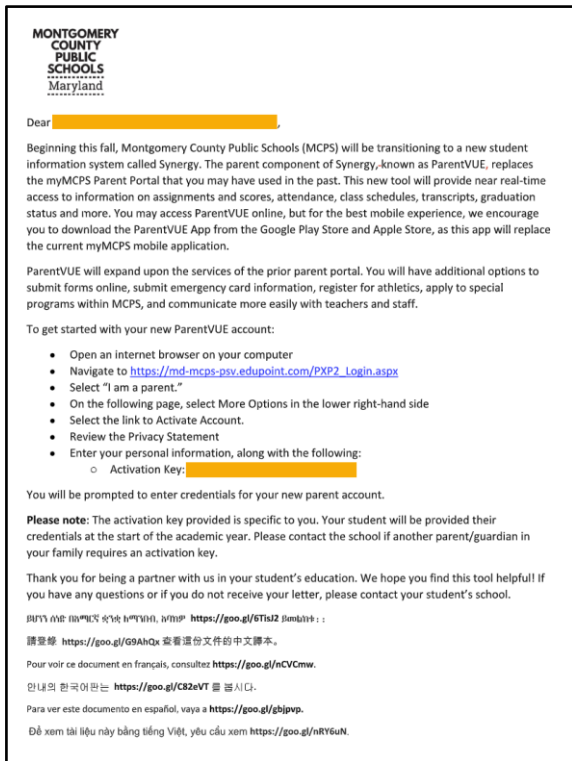 MONTGOMERY
COUNTY
PUBLIC
SCHOOLS
Maryland
Dear ,
Beginning this fall, Montgomery County Public Schools (MCPS) will be transitioning to a new student
information system called Synergy. The parent component of Synergy, known as ParentVUE, replaces
the myMCPS Parent Portal that you may have used in the past. This new tool will provide near real-time
access to information on assignments and scores, attendance, class schedules, transcripts, graduation
status and more. You may access ParentVUE online, but for the best mobile experience, we encourage
you to download the ParentVUE App from the Google Play Store and Apple Store, as this app will replace
the current myMCPS mobile application.
ParentVUE will expand upon the services of the prior parent portal. You will have additional options to
submit forms online, submit emergency card information, register for athletics, apply to special
programs within MCPS, and communicate more easily with teachers and staff.
To get started with your new ParentVUE account:
• Open an internet browser on your computer
• Navigate to https://md-mcps-psv.edupoint.com/PXP2_Login.aspx
• Select “I am a parent.”
• On the following page, select More Options in the lower right-hand side
• Select the link to Activate Account.
• Review the Privacy Statement
• Enter your personal information, along with the following:
o Activation Key:
You will be prompted to enter credentials for your new parent account.
Please note: The activation key provided is specific to you. Your student will be provided their
credentials at the start of the academic year. Please contact the school if another parent/guardian in
your family requires an activation key.
Thank you for being a partner with us in your student’s education. We hope you find this tool helpful! If
you have any questions or if you do not receive your letter, please contact your student’s school.
ይህንን ሰነድ በአማርኛ ቋንቋ ለማንበብ, እባክዎ https://goo.gl/6TisJ2 ይመልከቱ ፡ ፡
請登錄 https://goo.gl/G9AhQx 查看這份文件的中文譯本。
Pour voir ce document en français, consultez https://goo.gl/nCVCmw.
안내의 한국어판는 https://goo.gl/C82eVT 를 봅시다.
Para ver este documento en español, vaya a https://goo.gl/gbjpvp.
Để xem tài liệu này bằng tiếng Việt, yêu cầu xem https://goo.gl/nRY6uN.